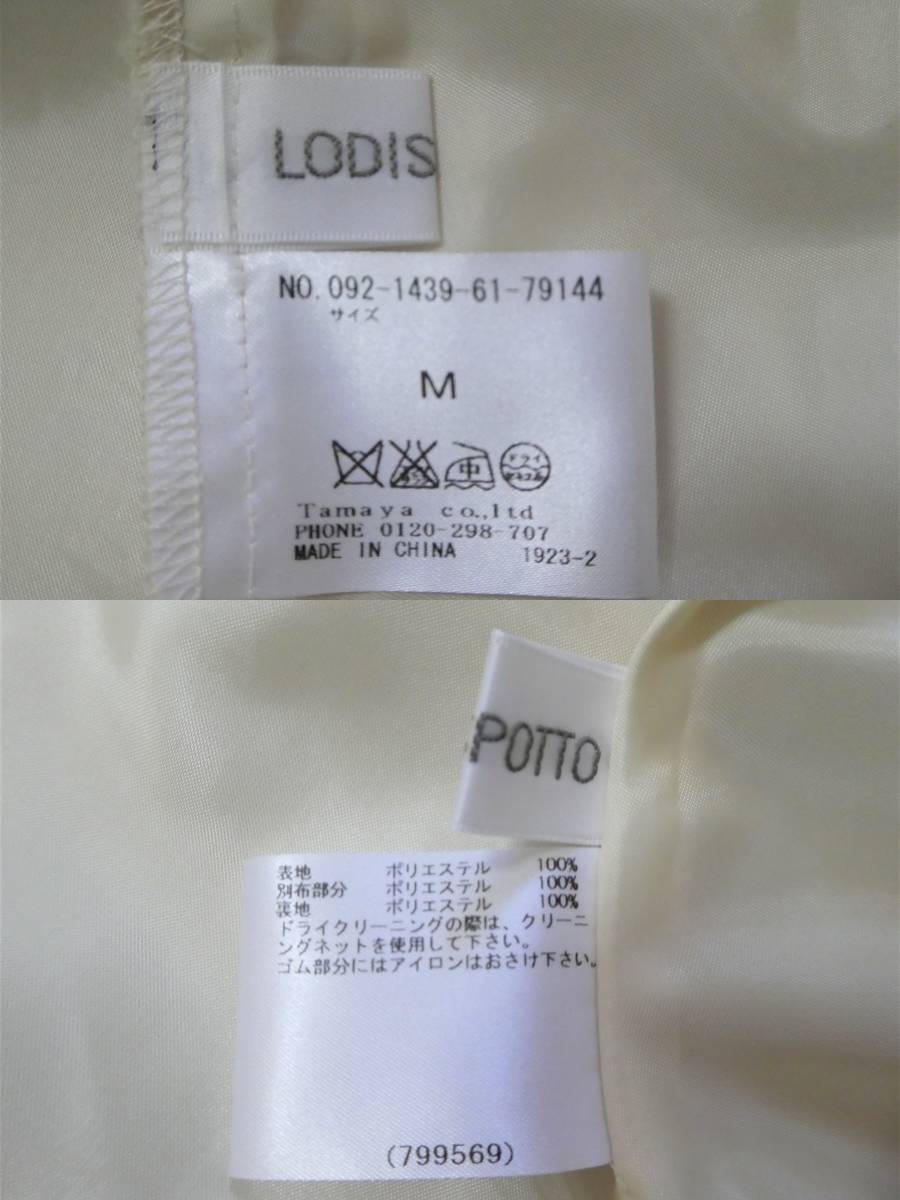 LODIS
NO. 092-1439-61-79144
サイズ
M
中
ドライ
Tamaya co.,ltd
PHONE 0120-298-707
MADE IN CHINA 1923-2
POTTO
表地 ポリエステル 100%
別布部分 ポリエステル 100%
裏地 ポリエステル 100%
ドライクリーニングの際は、クリーニ
ングネットを使用して下さい。
ゴム部分にはアイロンはおさけ下さい。
(799569)